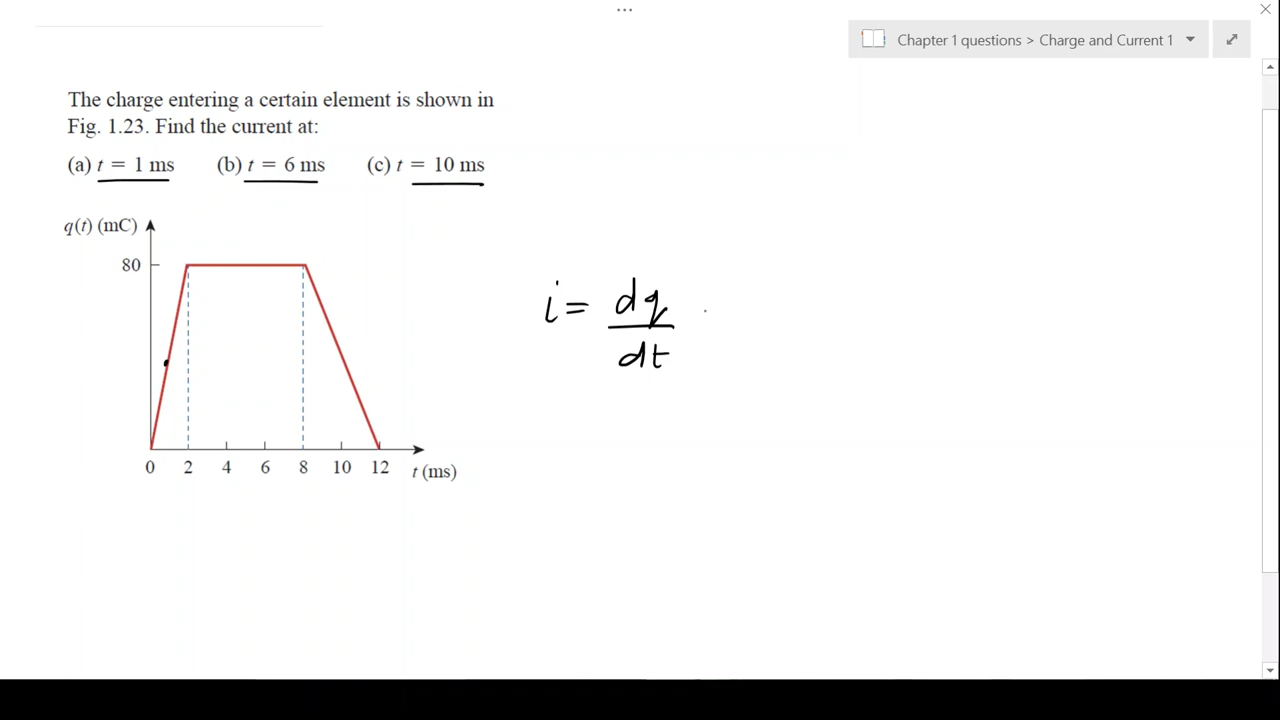 ...
Chapter 1 questions > Charge and Current 1
The charge entering a certain element is shown in
Fig. 1.23. Find the current at:
(a) t = 1 ms (b) t = 6 ms (c) t = 10 ms
q(t) (mC)
80
i = dq
dt
0 2 4 6 8 10 12 t (ms)